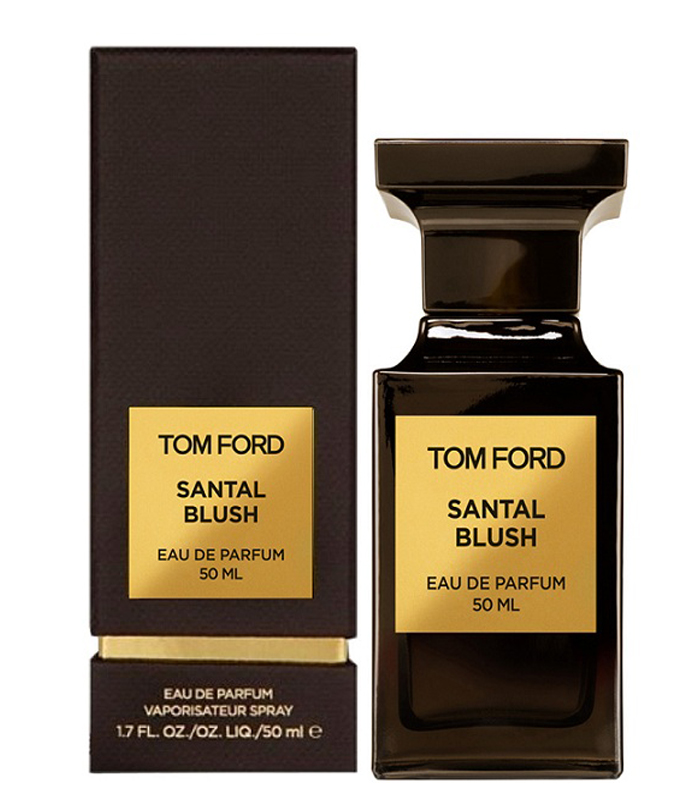 TOM FORD
SANTAL
BLUSH
EAU DE PARFUM
50 ML
EAU DE PARFUM
VAPORISATEUR SPRAY
1.7 FL. OZ./OZ. LIQ./50 ml e
TOM FORD
SANTAL
BLUSH
EAU DE PARFUM
50 ML